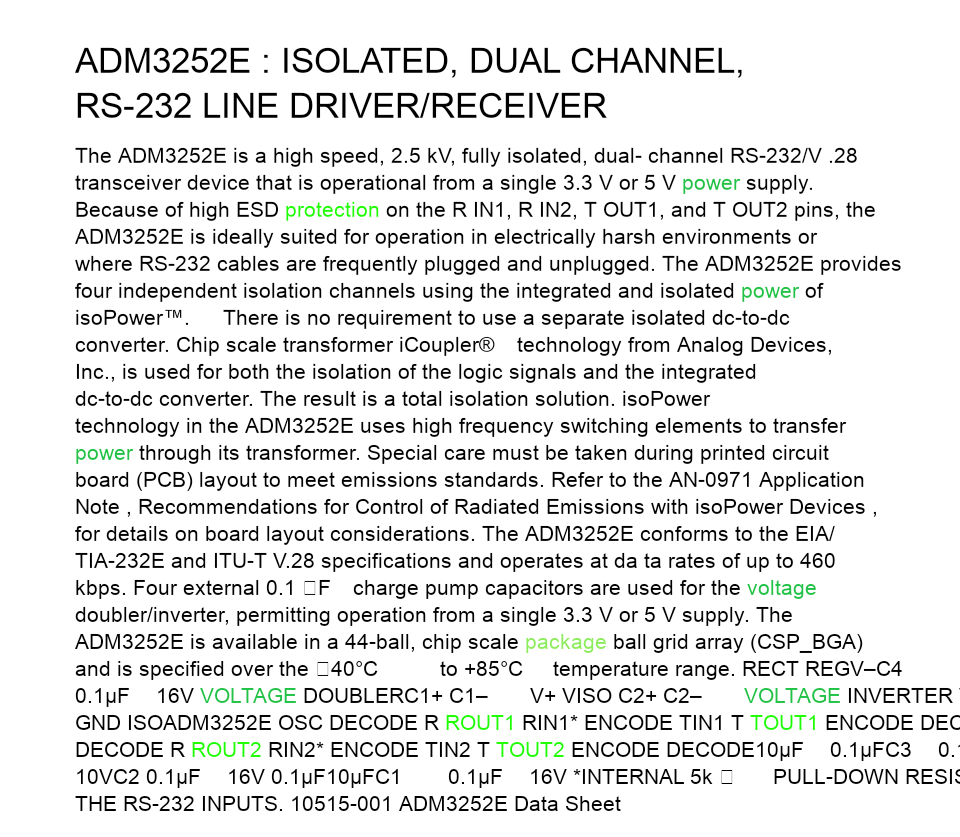 ADM3252E : ISOLATED, DUAL CHANNEL,
RS-232 LINE DRIVER/RECEIVER
The ADM3252E is a high speed, 2.5 kV, fully isolated, dual- channel RS-232/V .28
transceiver device that is operational from a single 3.3 V or 5 V power supply.
Because of high ESD protection on the R IN1, R IN2, T OUT1, and T OUT2 pins, the
ADM3252E is ideally suited for operation in electrically harsh environments or
where RS-232 cables are frequently plugged and unplugged. The ADM3252E provides
four independent isolation channels using the integrated and isolated power of
isoPower™. There is no requirement to use a separate isolated dc-to-dc
converter. Chip scale transformer iCoupler® technology from Analog Devices,
Inc., is used for both the isolation of the logic signals and the integrated
dc-to-dc converter. The result is a total isolation solution. isoPower
technology in the ADM3252E uses high frequency switching elements to transfer
power through its transformer. Special care must be taken during printed circuit
board (PCB) layout to meet emissions standards. Refer to the AN-0971 Application
Note , Recommendations for Control of Radiated Emissions with isoPower Devices ,
for details on board layout considerations. The ADM3252E conforms to the EIA/
TIA-232E and ITU-T V.28 specifications and operates at da ta rates of up to 460
kbps. Four external 0.1 □F charge pump capacitors are used for the voltage
doubler/inverter, permitting operation from a single 3.3 V or 5 V supply. The
ADM3252E is available in a 44-ball, chip scale package ball grid array (CSP_BGA)
and is specified over the □40°C to +85°C temperature range. RECT REGV–C4
0.1µF 16V VOLTAGE DOUBLERC1+ C1– V+ VISO C2+ C2– VOLTAGE INVERTER
GND ISOADM3252E OSC DECODE R ROUT1 RIN1* ENCODE TIN1 T TOUT1 ENCODE DEC
DECODE R ROUT2 RIN2* ENCODE TIN2 T TOUT2 ENCODE DECODE10µF 0.1µFC3 0.1
10VC2 0.1µF 16V 0.1µF10µFC1 0.1µF 16V *INTERNAL 5k □ PULL-DOWN RESIS
THE RS-232 INPUTS. 10515-001 ADM3252E Data Sheet